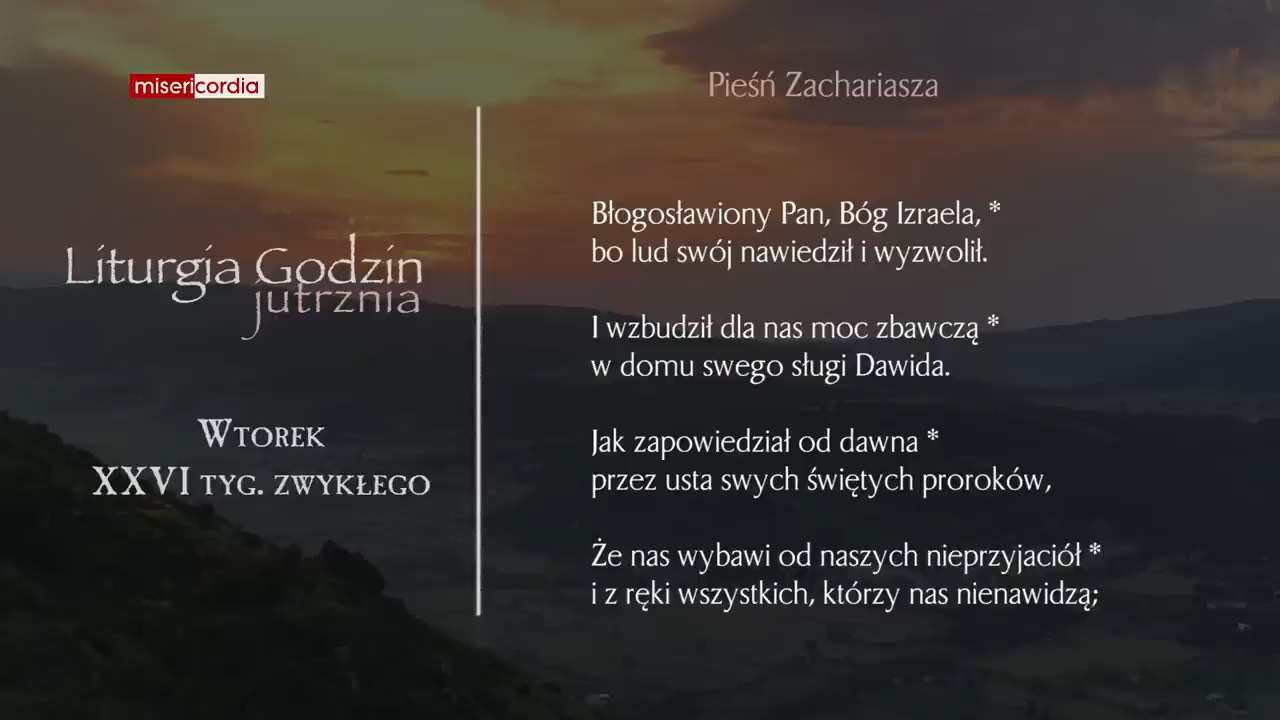 misericordia
Pieśń Zachariasza
Liturgia Godzin
jutrznia
Wtorek
XXVI tyg. zwykłego
Błogosławiony Pan, Bóg Izraela, *
bo lud swój nawiedził i wyzwolił.
I wzbudził dla nas moc zbawczą *
w domu swego sługi Dawida.
Jak zapowiedział od dawna *
przez usta swych świętych proroków,
Że nas wybawi od naszych nieprzyjaciół *
i z ręki wszystkich, którzy nas nienawidzą;